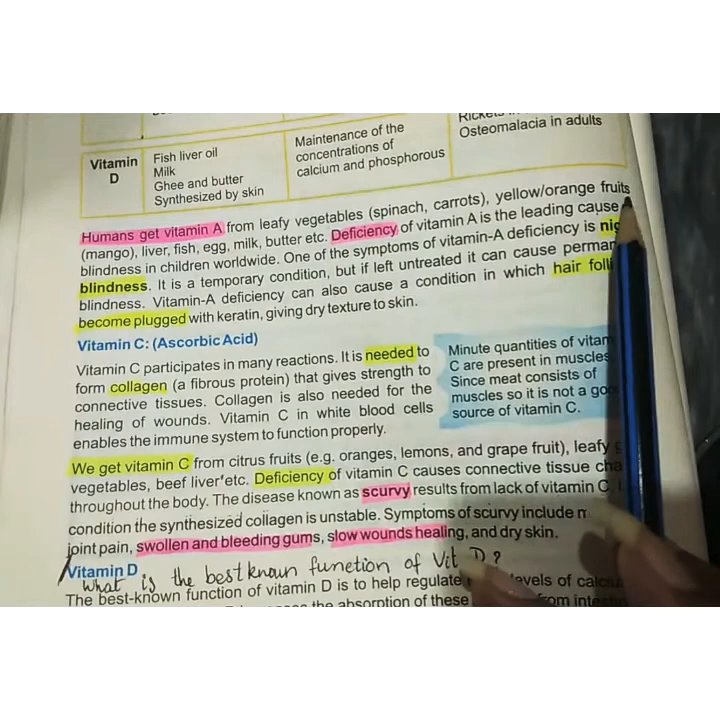 Vitamin D
Fish liver oil
Milk
Ghee and butter
Synthesized by skin
Maintenance of the
concentrations of
calcium and phosphorous
Rickets
Osteomalacia in adults
Humans get vitamin A from leafy vegetables (spinach, carrots), yellow/orange fruits
(mango), liver, fish, egg, milk, butter etc. Deficiency of vitamin A is the leading cause
blindness in children worldwide. One of the symptoms of vitamin-A deficiency is
blindness. It is a temporary condition, but if left untreated it can cause
blindness. Vitamin-A deficiency can also cause a condition in which hair
become plugged with keratin, giving dry texture to skin.
Vitamin C: (Ascorbic Acid)
Vitamin C participates in many reactions. It is needed to
form collagen (a fibrous protein) that gives strength to
connective tissues. Collagen is also needed for the
healing of wounds. Vitamin C in white blood cells
enables the immune system to function properly.
Minute quantities of
C are present in muscles
Since meat consists of
muscles so it is not a
source of vitamin C.
We get vitamin C from citrus fruits (e.g. oranges, lemons, and grape fruit), leafy
vegetables, beef liver etc. Deficiency of vitamin C causes connective tissue
throughout the body. The disease known as scurvy results from lack of vitamin C.
condition the synthesized collagen is unstable. Symptoms of scurvy include
joint pain, swollen and bleeding gums, slow wounds healing, and dry skin.
Vitamin D
What is the best known function of Vit D?
The best-known function of vitamin D is to help regulate levels of
the absorption of these from